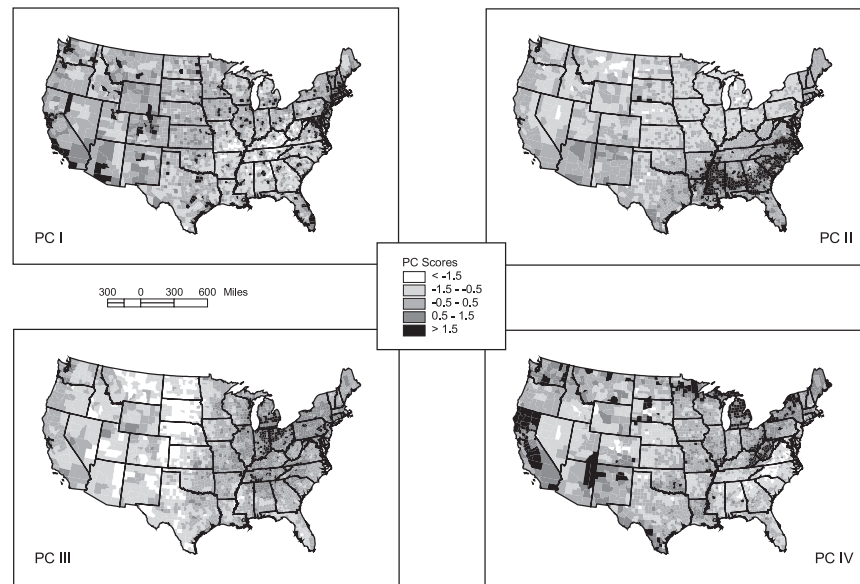 PC I
PC II
PC Scores
< -1.5
-1.5 - -0.5
-0.5 - 0.5
0.5 - 1.5
> 1.5
300 0 300 600 Miles
PC III
PC IV